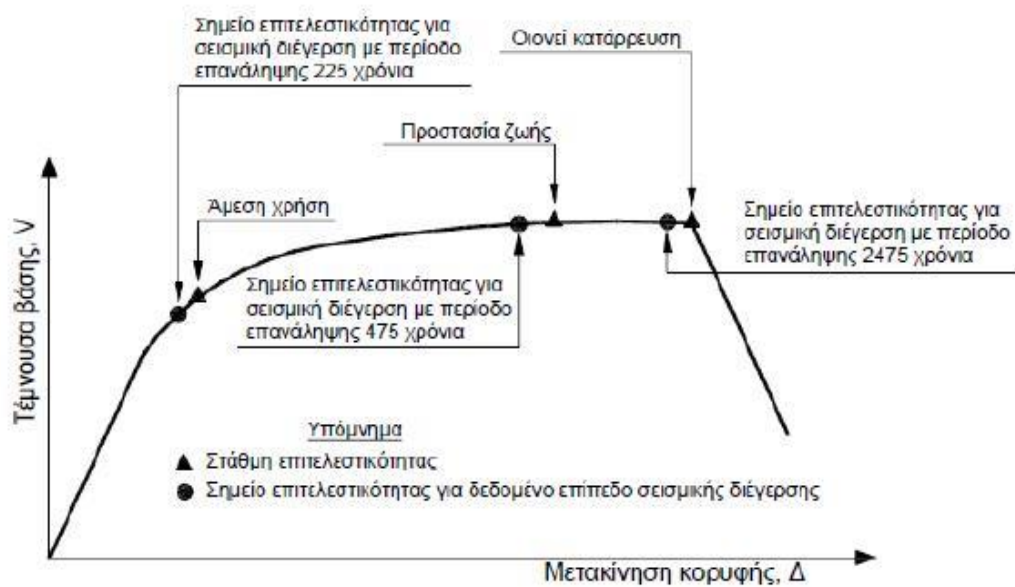 Σημείο επιτελεστικότητας για
σεισμική διέγερση με περίοδο
επανάληψης 225 χρόνια
Οιονεί κατάρρευση
Προστασία ζωής
Άμεση χρήση
Σημείο επιτελεστικότητας για
σεισμική διέγερση με περίοδο
επανάληψης 2475 χρόνια
Σημείο επιτελεστικότητας για
σεισμική διέγερση με περίοδο
επανάληψης 475 χρόνια
Τέμνουσα βάσης, V
Υπόμνημα
Στάθμη επιτελεστικότητας
Σημείο επιτελεστικότητας για δεδομένο επίπεδο σεισμικής διέγερσης
Μετακίνηση κορυφής, Δ